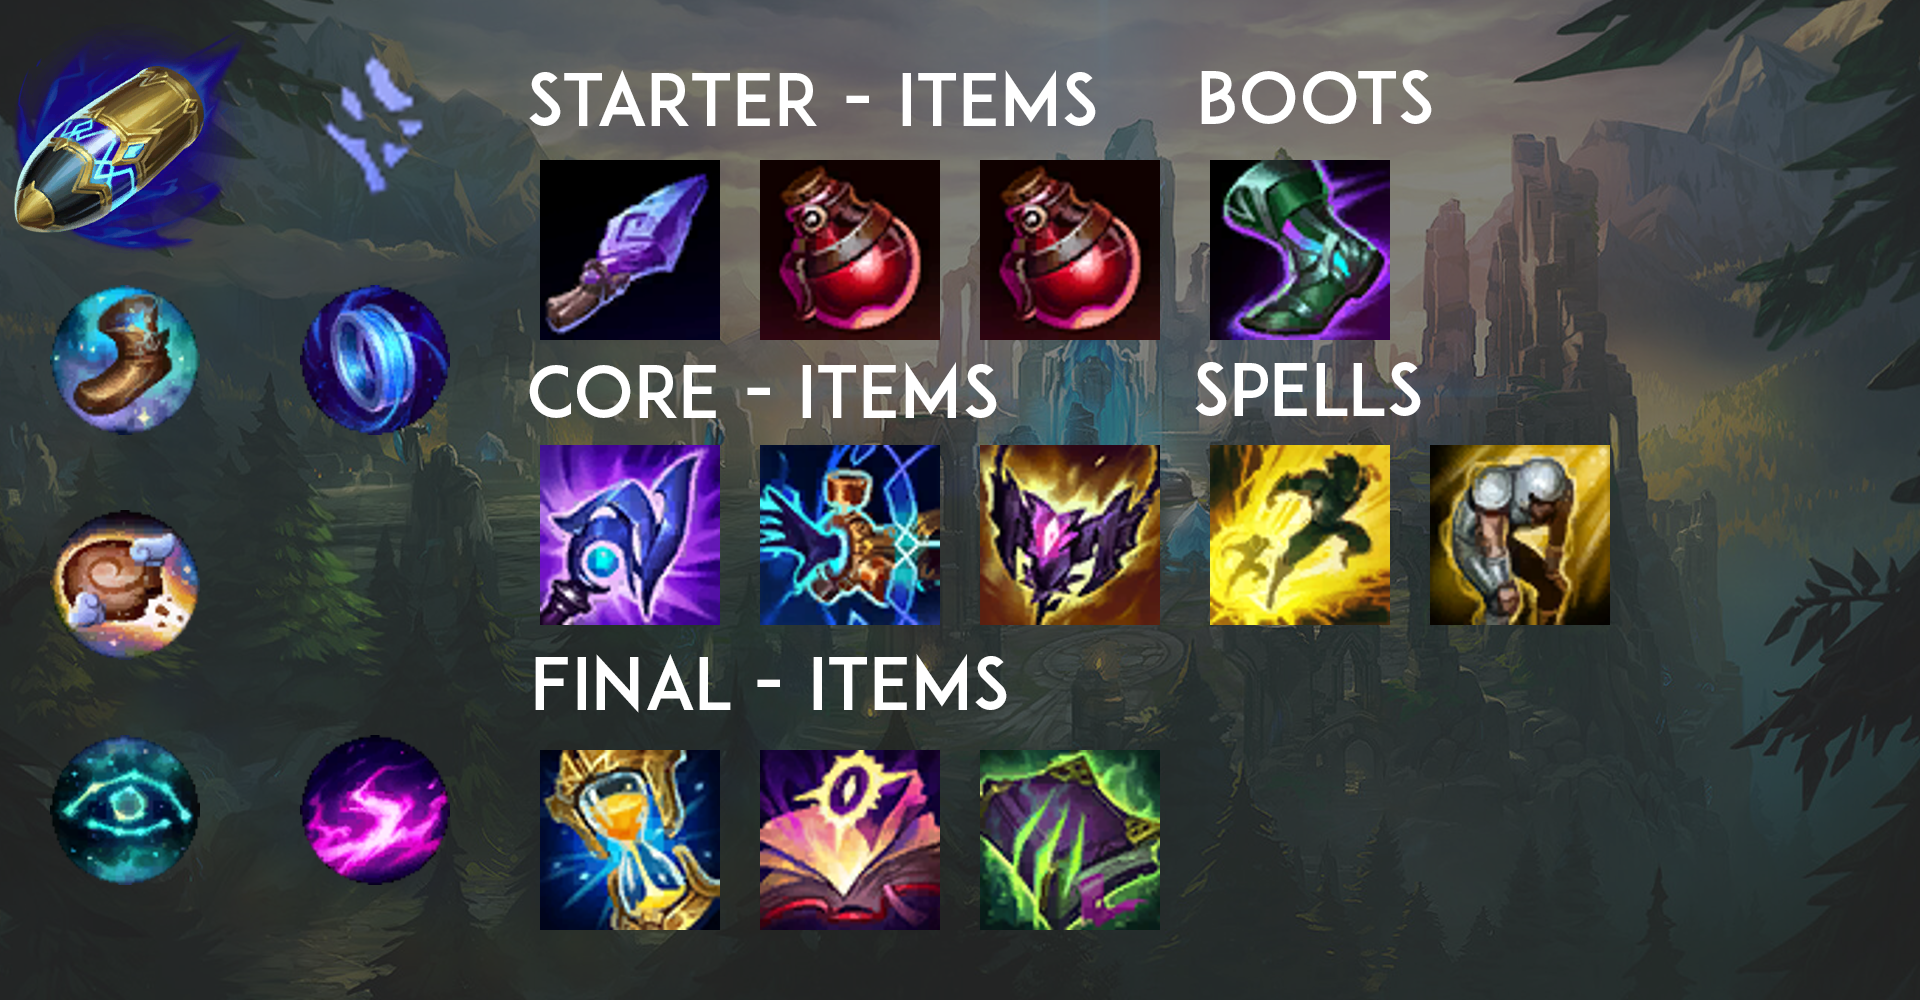 STARTER - ITEMS
BOOTS
CORE - ITEMS
SPELLS
FINAL - ITEMS